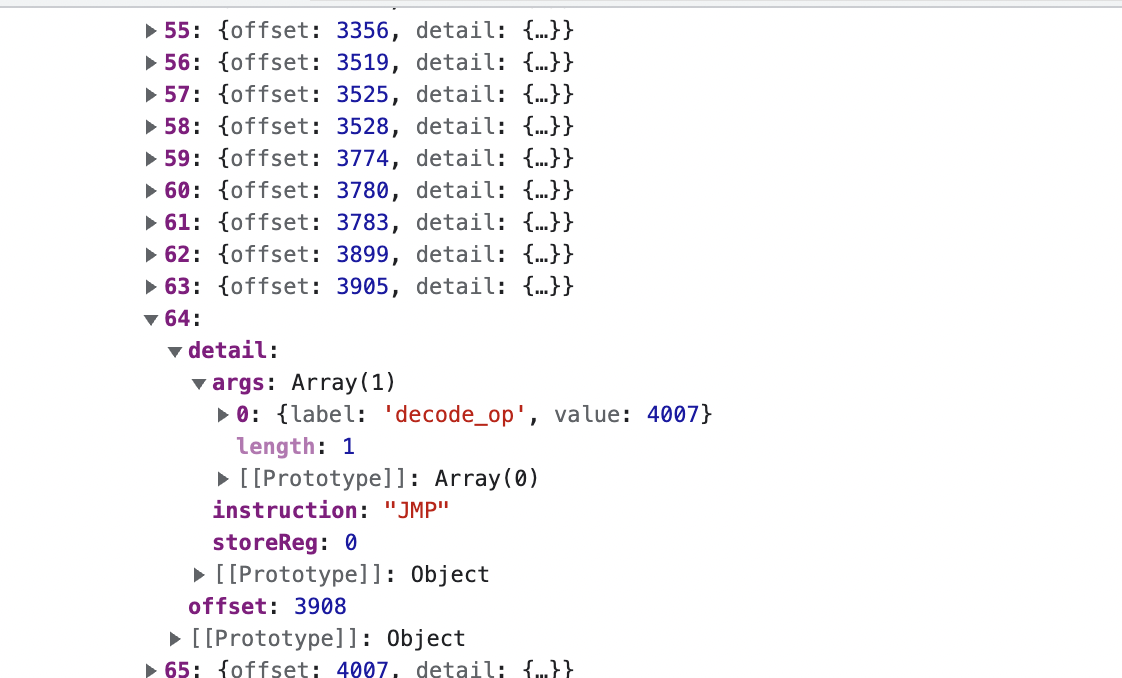 55: {offset: 3356, detail: {…}}
56: {offset: 3519, detail: {…}}
57: {offset: 3525, detail: {…}}
58: {offset: 3528, detail: {…}}
59: {offset: 3774, detail: {…}}
60: {offset: 3780, detail: {…}}
61: {offset: 3783, detail: {…}}
62: {offset: 3899, detail: {…}}
63: {offset: 3905, detail: {…}}
64:
detail:
args: Array(1)
0: {label: 'decode_op', value: 4007}
length: 1
[[Prototype]]: Array(0)
instruction: "JMP"
storeReg: 0
[[Prototype]]: Object
offset: 3908
[[Prototype]]: Object
65: {offset: 4007, detail: {…}}